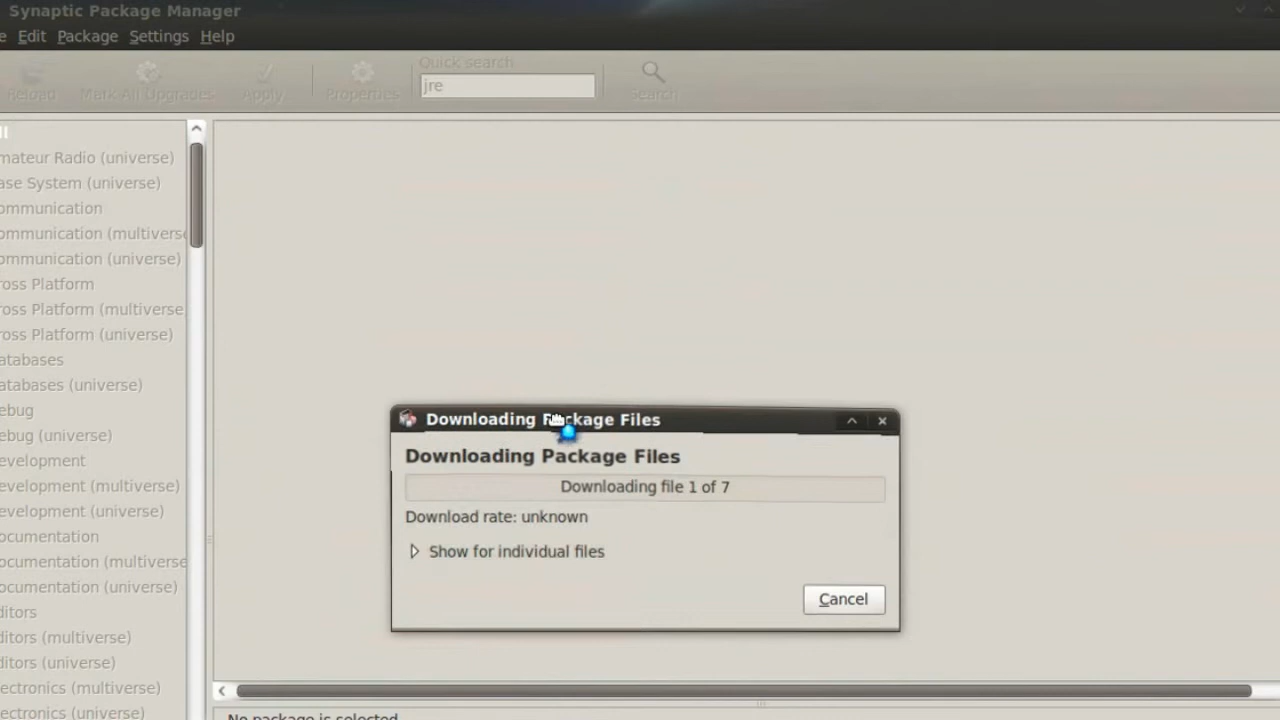 Synaptic Package Manager
e Edit Package Settings Help
Reload Mark All Upgrades Apply Properties Quick search Search
jre
ll
mateur Radio (universe)
ase System (universe)
ommunication
ommunication (multivers
ommunication (universe)
ross Platform
ross Platform (multiverse
ross Platform (universe)
atabases
atabases (universe)
ebug
ebug (universe)
evelopment
evelopment (multiverse)
evelopment (universe)
ocumentation
ocumentation (multiverse
ocumentation (universe)
ditors
ditors (multiverse)
ditors (universe)
lectronics (multiverse)
lectronics (universe)
Downloading Package Files
Downloading Package Files
Downloading file 1 of 7
Download rate: unknown
Show for individual files
Cancel
No package is selected.